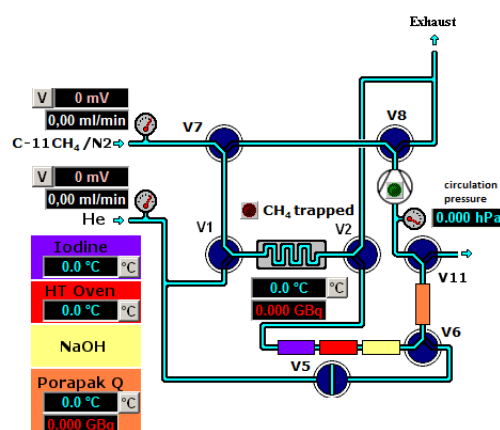 Exhaust
V 0 mV
0,00 ml/min
C-11CH4/N2
V7
V8
V 0 mV
0,00 ml/min
He
circulation
pressure
0.000 hPa
CH4 trapped
V1
V2
V11
Iodine
0.0 °C °C
HT Oven
0.0 °C °C
0.0 °C °C
0.000 GBq
NaOH
V5
V6
Porapak Q
0.0 °C °C
0.000 GBq